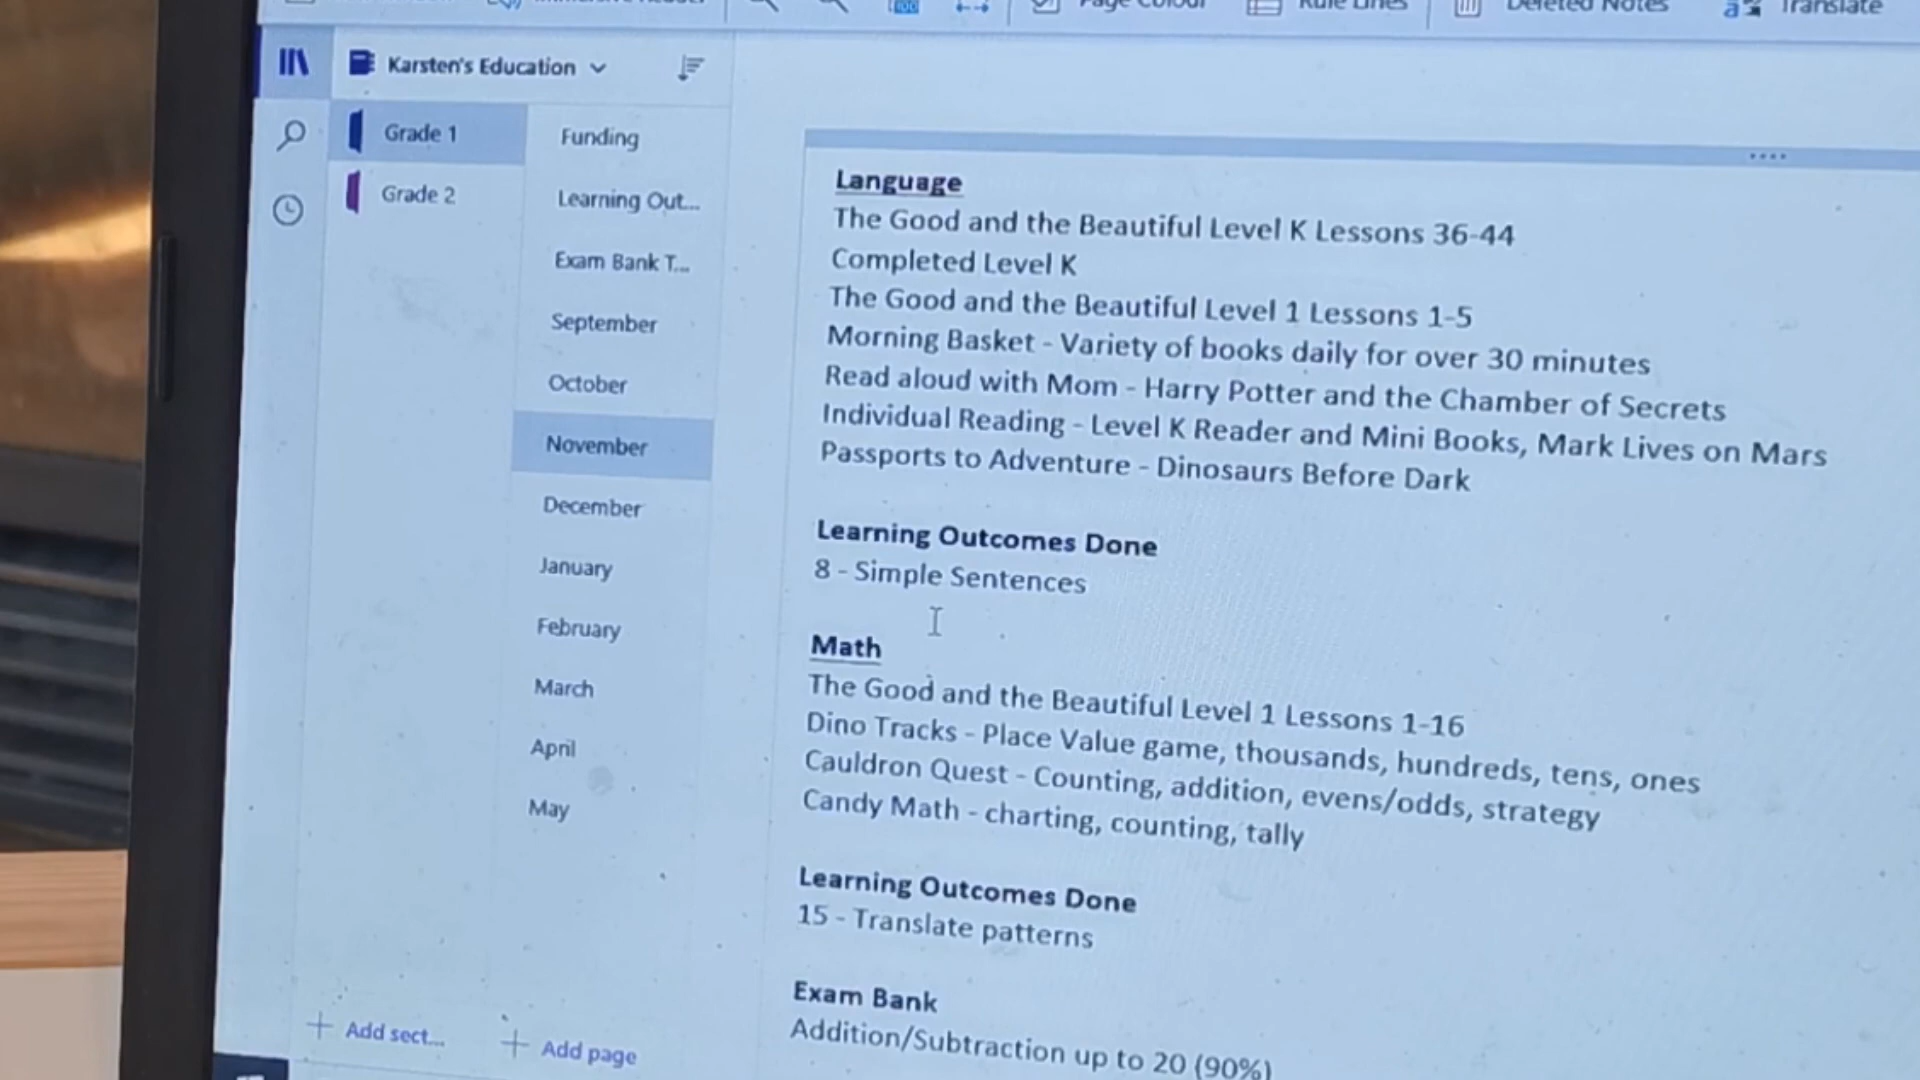 Page Colour
Rule Lines
Deleted Notes
Translate
Karsten's Education
Grade 1
Grade 2
Funding
Learning Out...
Exam Bank T...
September
October
November
December
January
February
March
April
May
+ Add sect...
+ Add page
Language
The Good and the Beautiful Level K Lessons 36-44
Completed Level K
The Good and the Beautiful Level 1 Lessons 1-5
Morning Basket - Variety of books daily for over 30 minutes
Read aloud with Mom - Harry Potter and the Chamber of Secrets
Individual Reading - Level K Reader and Mini Books, Mark Lives on Mars
Passports to Adventure - Dinosaurs Before Dark
Learning Outcomes Done
8 - Simple Sentences
Math
The Good and the Beautiful Level 1 Lessons 1-16
Dino Tracks - Place Value game, thousands, hundreds, tens, ones
Cauldron Quest - Counting, addition, evens/odds, strategy
Candy Math - charting, counting, tally
Learning Outcomes Done
15 - Translate patterns
Exam Bank
Addition/Subtraction up to 20 (90%)